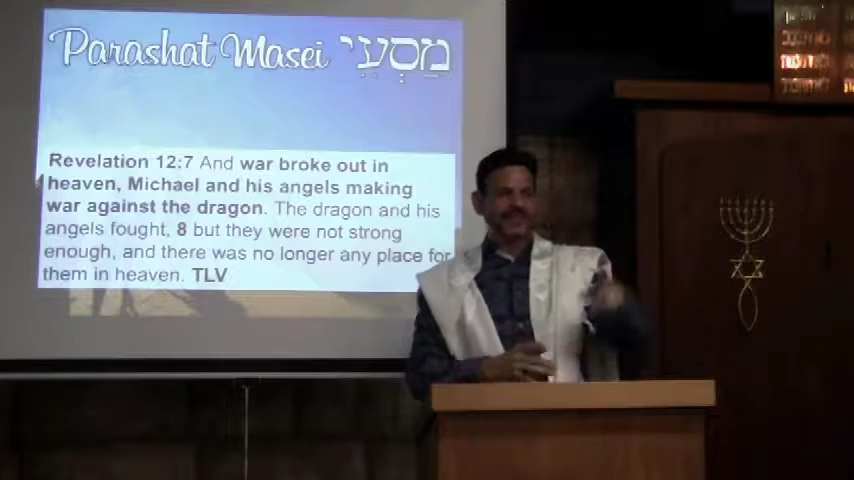 Parashat Masei מַסְעֵי
Revelation 12:7 And war broke out in
heaven, Michael and his angels making
war against the dragon. The dragon and his
angels fought, 8 but they were not strong
enough, and there was no longer any place for
them in heaven. TLV